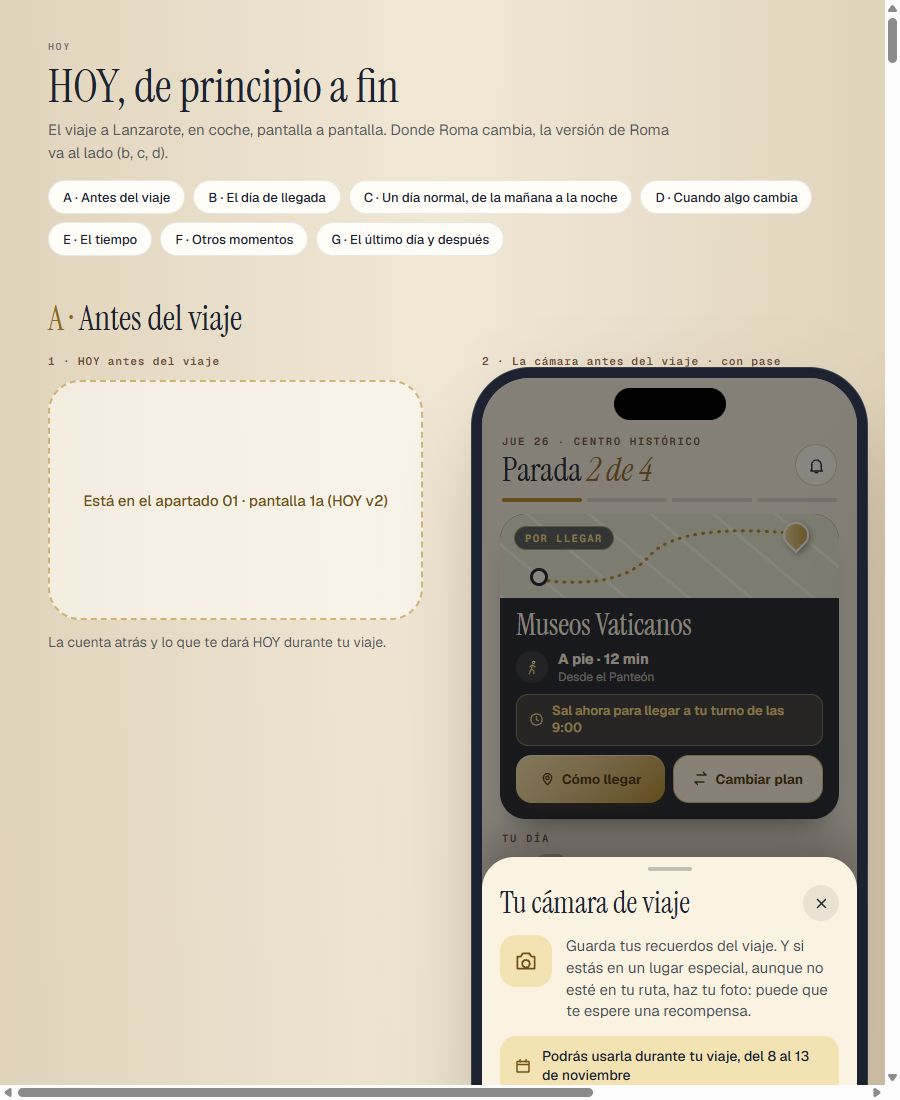 HOY
HOY, de principio a fin
El viaje a Lanzarote, en coche, pantalla a pantalla. Donde Roma cambia, la versión de Roma
va al lado (b, c, d).
A · Antes del viaje
B · El día de llegada
C · Un día normal, de la mañana a la noche
D · Cuando algo cambia
E · El tiempo
F · Otros momentos
G · El último día y después
A · Antes del viaje
1 · HOY antes del viaje
Está en el apartado 01 · pantalla 1a (HOY v2)
La cuenta atrás y lo que te dará HOY durante tu viaje.
2 · La cámara antes del viaje · con pase
JUE 26 · CENTRO HISTÓRICO
Parada 2 de 4
POR LLEGAR
Museos Vaticanos
A pie · 12 min
Desde el Panteón
Sal ahora para llegar a tu turno de las
9:00
Cómo llegar
Cambiar plan
TU DÍA
Tu cámara de viaje
Guarda tus recuerdos del viaje. Y si
estás en un lugar especial, aunque no
esté en tu ruta, haz tu foto: puede que
te espere una recompensa.
Podrás usarla durante tu viaje, del 8 al 13
de noviembre